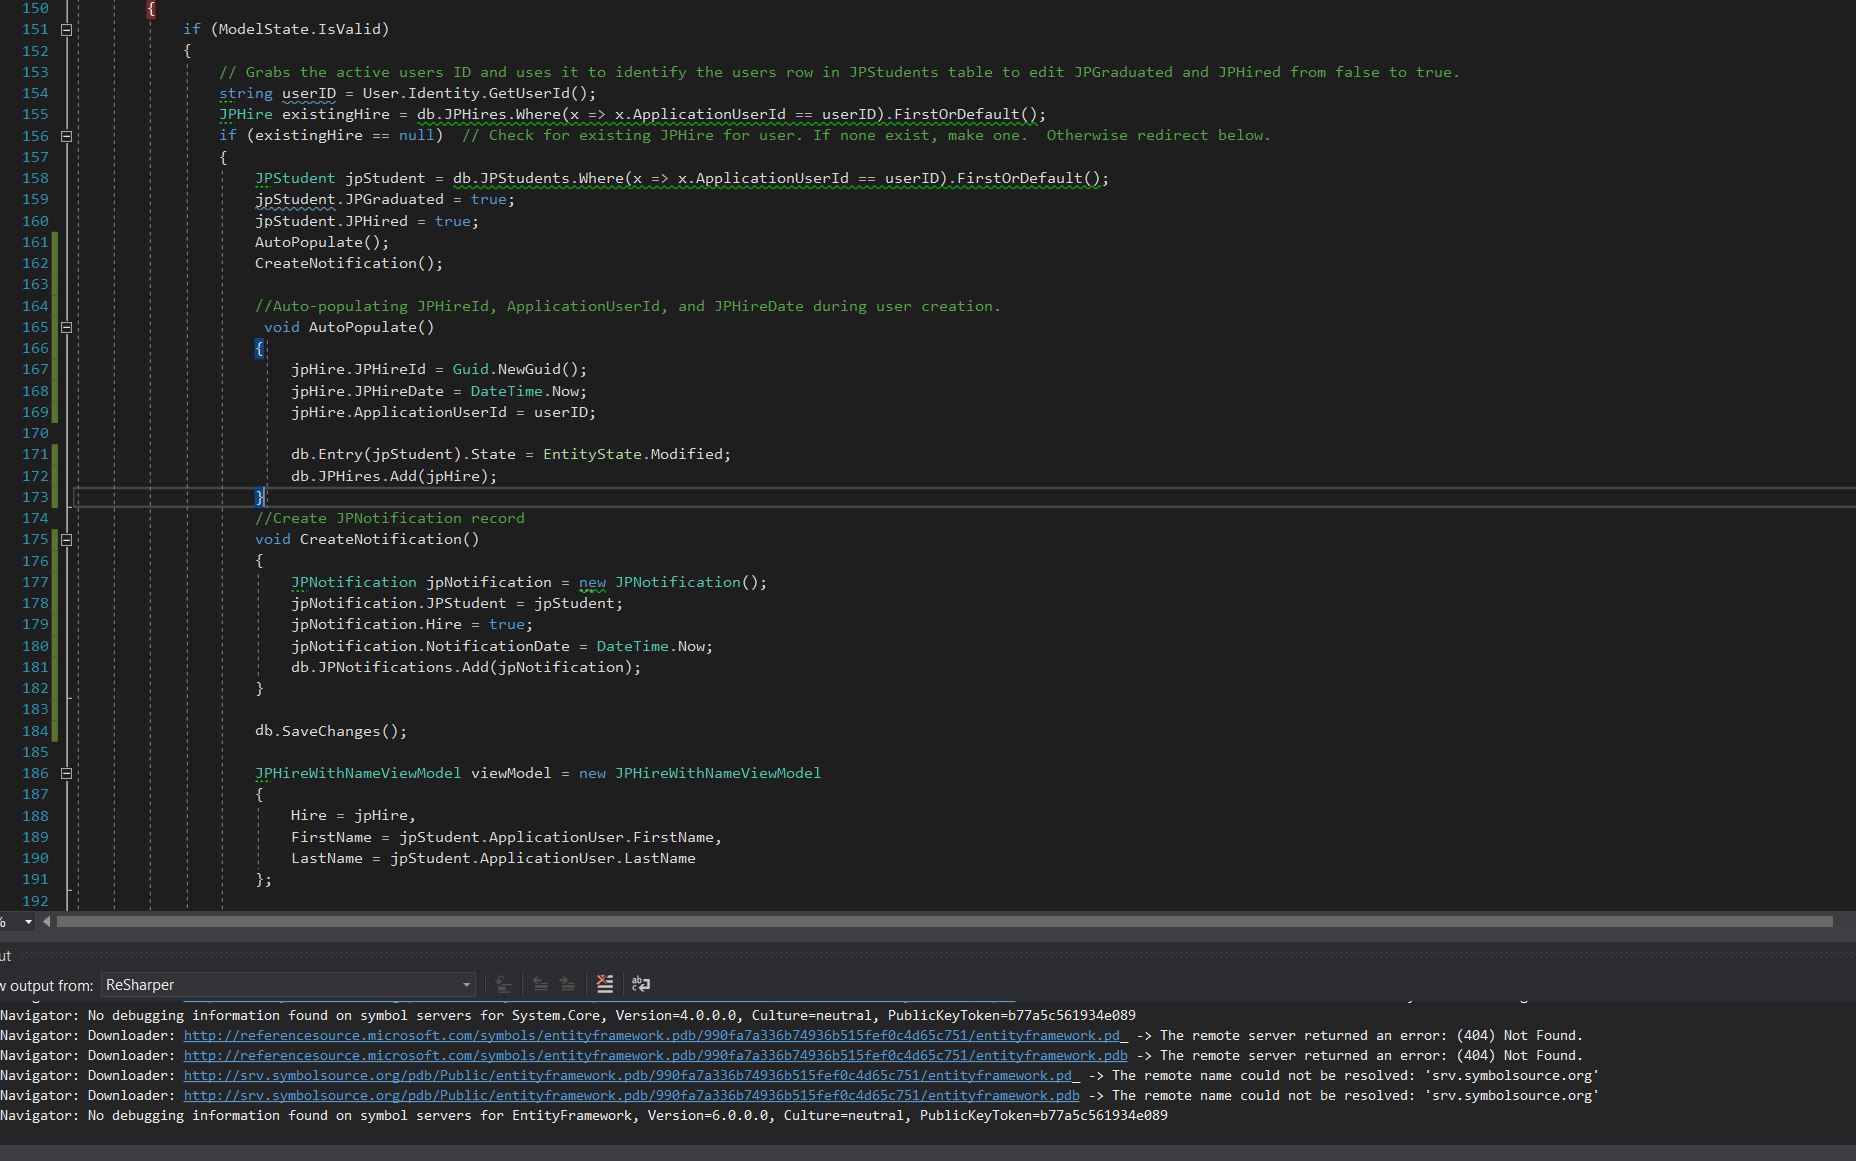 150 {
151 if (ModelState.IsValid)
152 {
153 // Grabs the active users ID and uses it to identify the users row in JPStudents table to edit JPGraduated and JPHired from false to true.
154 string userID = User.Identity.GetUserId();
155 JPHire existingHire = db.JPHires.Where(x => x.ApplicationUserId == userID).FirstOrDefault();
156 if (existingHire == null)  // Check for existing JPHire for user. If none exist, make one.  Otherwise redirect below.
157 {
158 JPStudent jpStudent = db.JPStudents.Where(x => x.ApplicationUserId == userID).FirstOrDefault();
159 jpStudent.JPGraduated = true;
160 jpStudent.JPHired = true;
161 AutoPopulate();
162 CreateNotification();
163
164 //Auto-populating JPHireId, ApplicationUserId, and JPHireDate during user creation.
165 void AutoPopulate()
166 {
167 jpHire.JPHireId = Guid.NewGuid();
168 jpHire.JPHireDate = DateTime.Now;
169 jpHire.ApplicationUserId = userID;
170
171 db.Entry(jpStudent).State = EntityState.Modified;
172 db.JPHires.Add(jpHire);
173 }
174 //Create JPNotification record
175 void CreateNotification()
176 {
177 JPNotification jpNotification = new JPNotification();
178 jpNotification.JPStudent = jpStudent;
179 jpNotification.Hire = true;
180 jpNotification.NotificationDate = DateTime.Now;
181 db.JPNotifications.Add(jpNotification);
182 }
183
184 db.SaveChanges();
185
186 JPHireWithNameViewModel viewModel = new JPHireWithNameViewModel
187 {
188 Hire = jpHire,
189 FirstName = jpStudent.ApplicationUser.FirstName,
190 LastName = jpStudent.ApplicationUser.LastName
191 };
192
%
ut
w output from: ReSharper
Navigator: No debugging information found on symbol servers for System.Core, Version=4.0.0.0, Culture=neutral, PublicKeyToken=b77a5c561934e089
Navigator: Downloader: http://referencesource.microsoft.com/symbols/entityframework.pdb/990fa7a336b74936b515fef0c4d65c751/entityframework.pd_ -> The remote server returned an error: (404) Not Found.
Navigator: Downloader: http://referencesource.microsoft.com/symbols/entityframework.pdb/990fa7a336b74936b515fef0c4d65c751/entityframework.pdb -> The remote server returned an error: (404) Not Found.
Navigator: Downloader: http://srv.symbolsource.org/pdb/Public/entityframework.pdb/990fa7a336b74936b515fef0c4d65c751/entityframework.pd_ -> The remote name could not be resolved: 'srv.symbolsource.org'
Navigator: Downloader: http://srv.symbolsource.org/pdb/Public/entityframework.pdb/990fa7a336b74936b515fef0c4d65c751/entityframework.pdb -> The remote name could not be resolved: 'srv.symbolsource.org'
Navigator: No debugging information found on symbol servers for EntityFramework, Version=6.0.0.0, Culture=neutral, PublicKeyToken=b77a5c561934e089